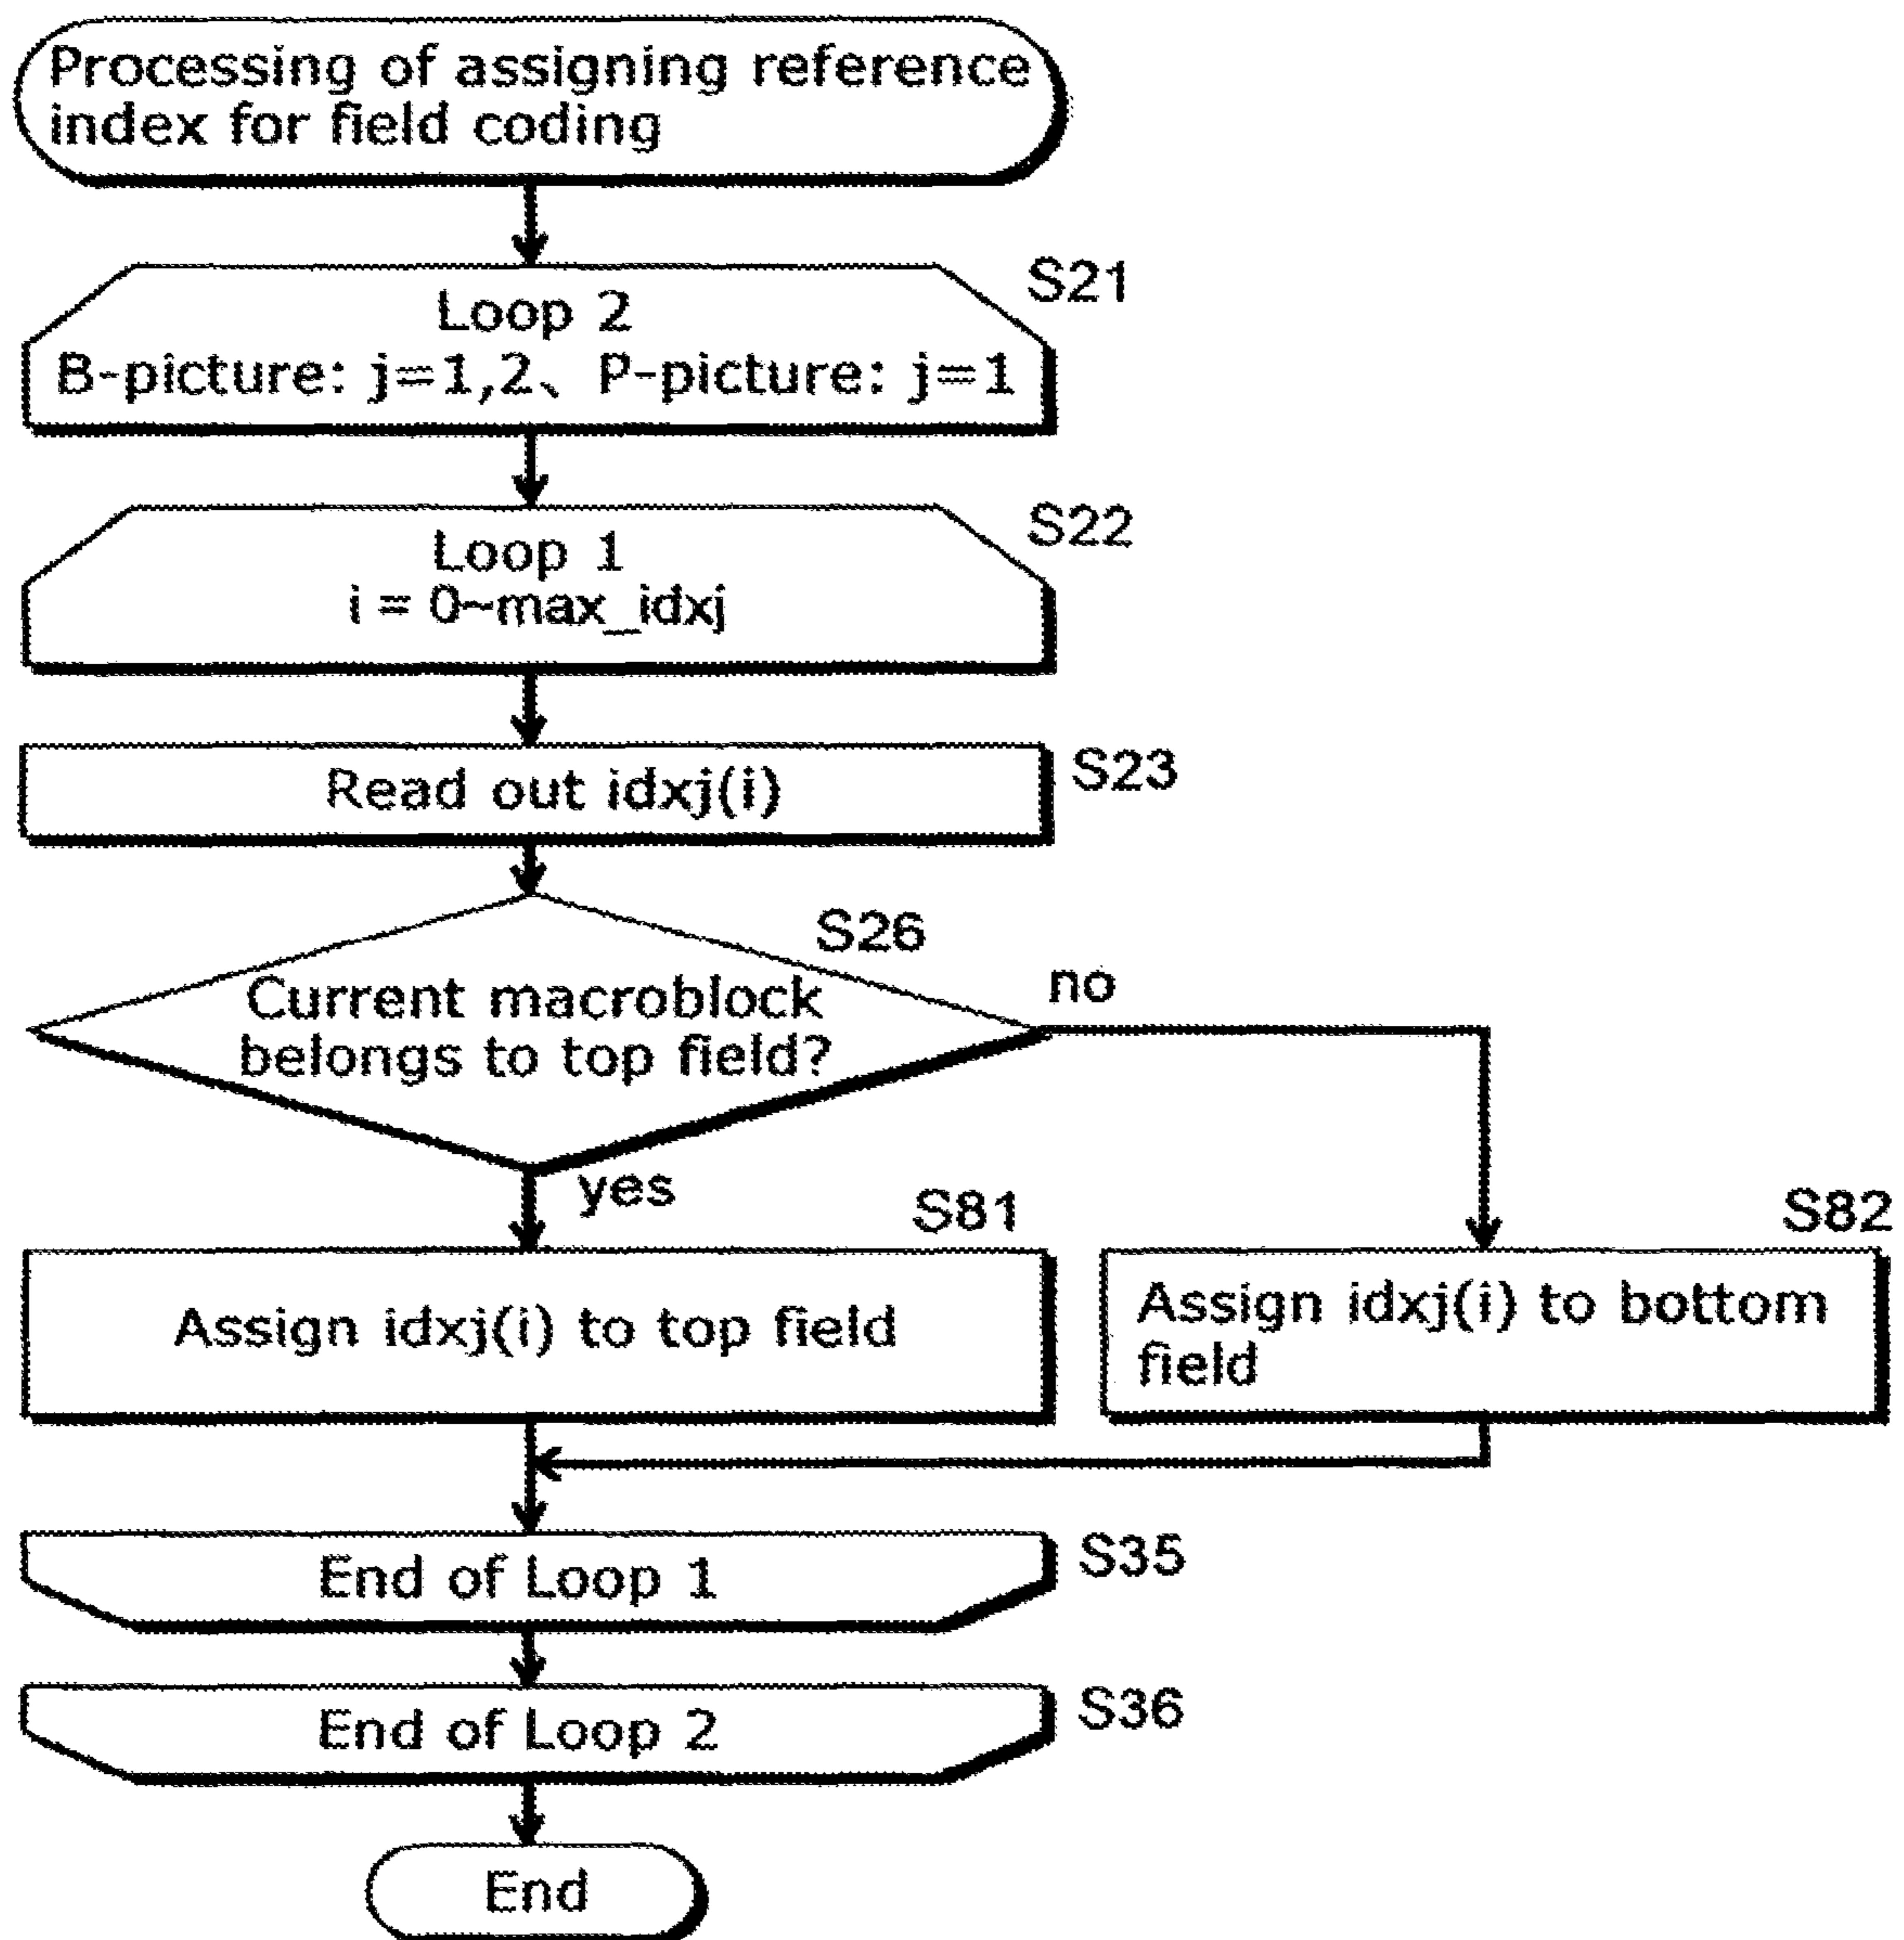 Processing of assigning reference
index for field coding
S21
Loop 2
B-picture: j=1,2、 P-picture: j=1
S22
Loop 1
i = 0~max_idxj
Read out idxj(i)
S23
S26
Current macroblock
belongs to top field?
no
yes
S81
Assign idxj(i) to top field
S82
Assign idxj(i) to bottom
field
End of Loop 1
S35
End of Loop 2
S36
End